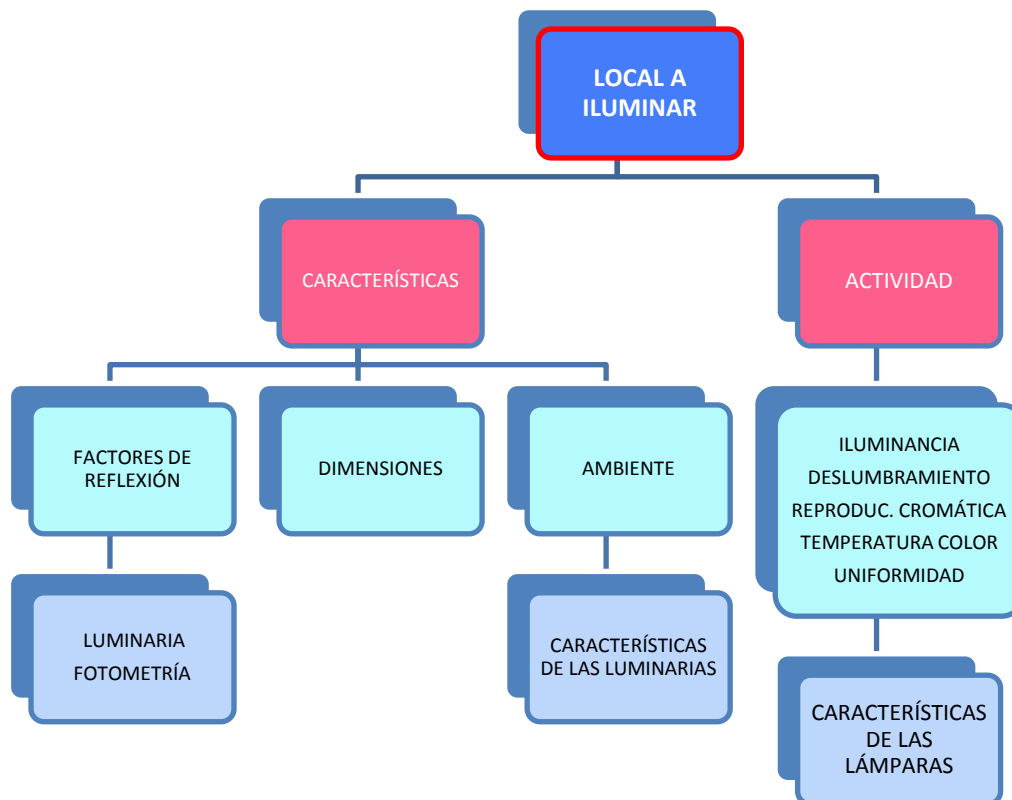 LOCAL A
ILUMINAR
CARACTERÍSTICAS
ACTIVIDAD
FACTORES DE
REFLEXIÓN
DIMENSIONES
AMBIENTE
ILUMINANCIA
DESLUMBRAMIENTO
REPRODUC. CROMÁTICA
TEMPERATURA COLOR
UNIFORMIDAD
LUMINARIA
FOTOMETRÍA
CARACTERÍSTICAS
DE LAS LUMINARIAS
CARACTERÍSTICAS
DE LAS
LÁMPARAS